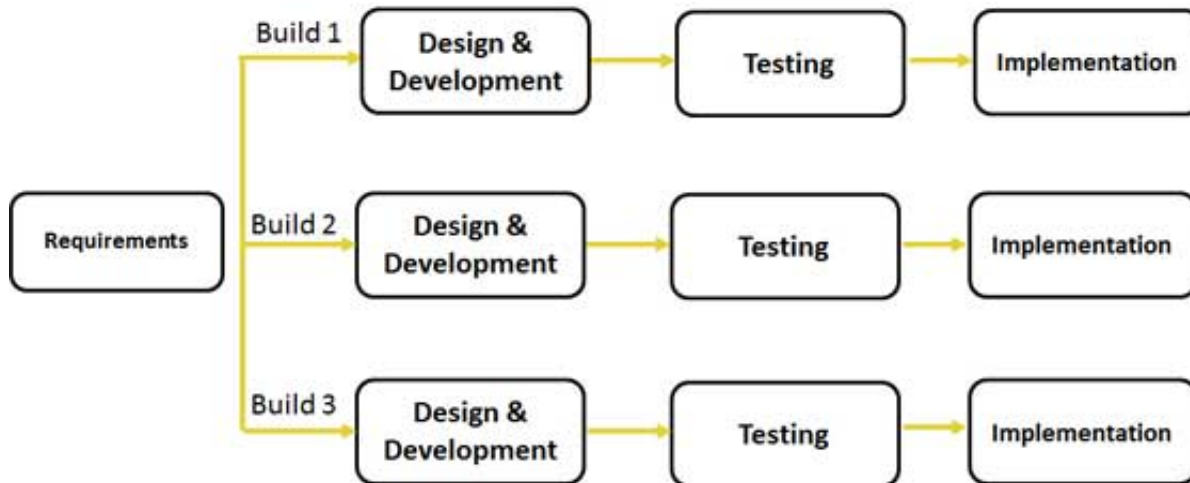 Build 1
Design &
Development
Testing
Implementation
Requirements
Build 2
Design &
Development
Testing
Implementation
Build 3
Design &
Development
Testing
Implementation